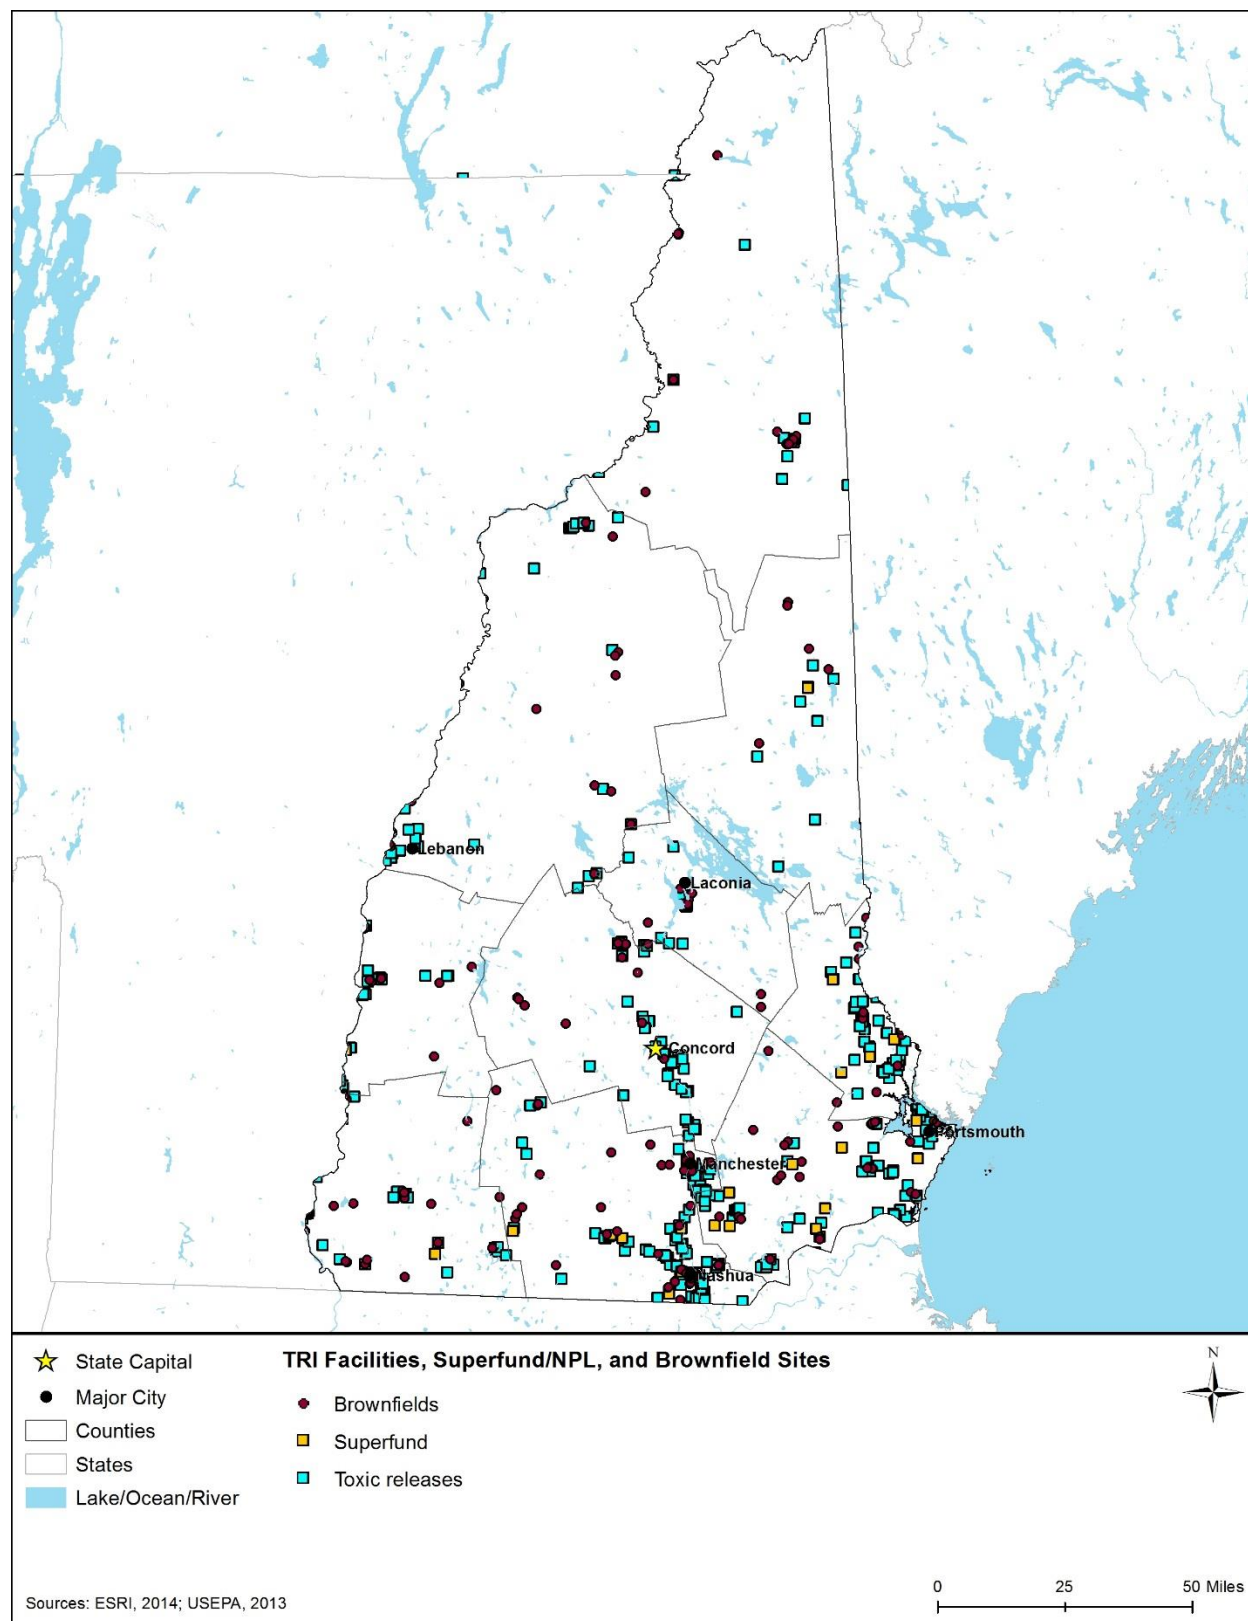 Lebanon
Laconia
Concord
Portsmouth
Manchester
Nashua
State Capital
Major City
Counties
States
Lake/Ocean/River
TRI Facilities, Superfund/NPL, and Brownfield Sites
Brownfields
Superfund
Toxic releases
N
Sources: ESRI, 2014; USEPA, 2013
0 25 50 Miles